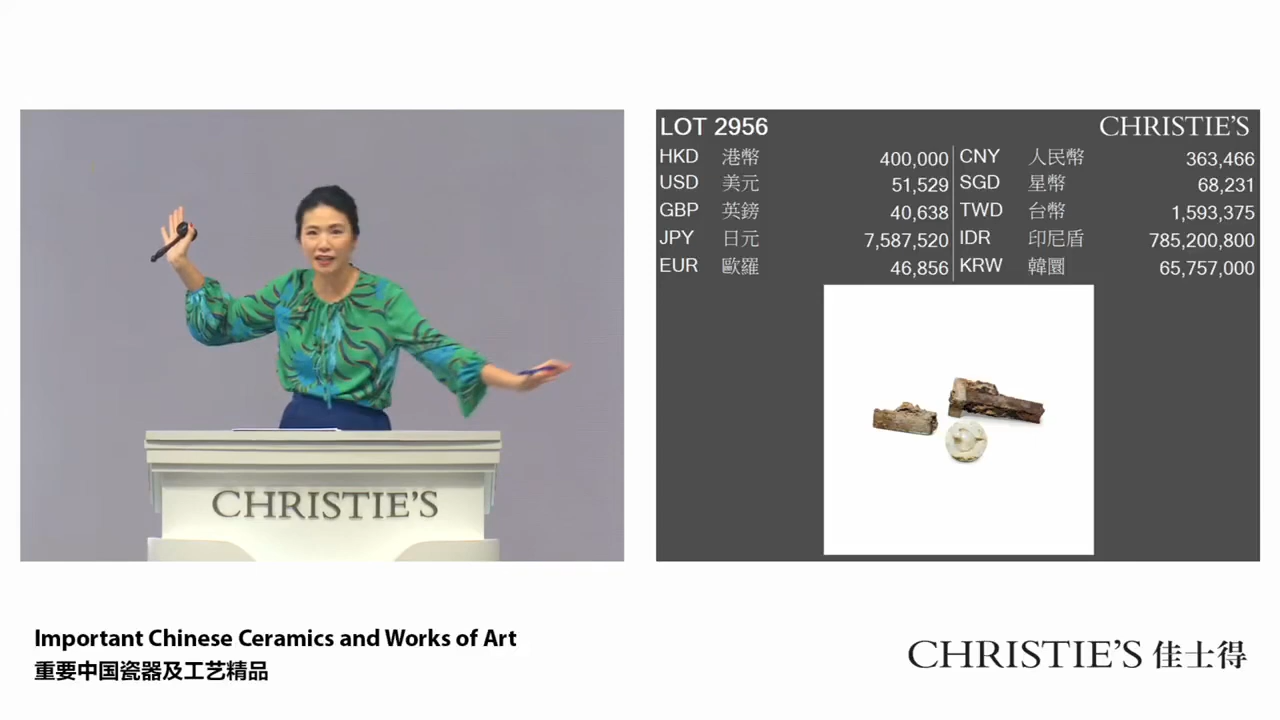 CHRISTIE'S
LOT 2956 CHRISTIE'S
HKD 港幣 400,000 CNY 人民幣 363,466
USD 美元 51,529 SGD 星幣 68,231
GBP 英鎊 40,638 TWD 台幣 1,593,375
JPY 日元 7,587,520 IDR 印尼盾 785,200,800
EUR 歐羅 46,856 KRW 韓圜 65,757,000
Important Chinese Ceramics and Works of Art
重要中国瓷器及工艺精品
CHRISTIE'S 佳士得